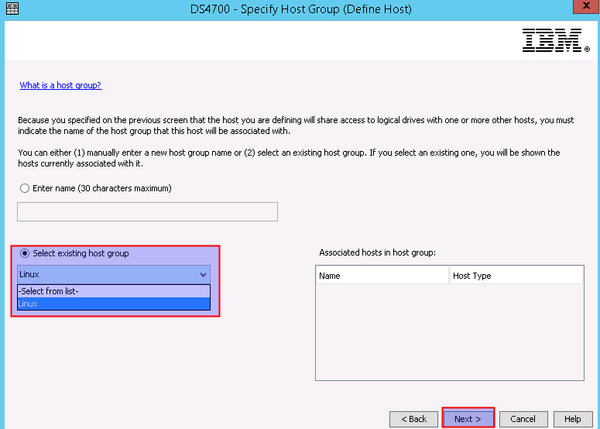 DS4700 - Specify Host Group (Define Host)
x
IBM®
What is a host group?
Because you specified on the previous screen that the host you are defining will share access to logical drives with one or more other hosts, you must
indicate the name of the host group that this host will be associated with.
You can either (1) manually enter a new host group name or (2) select an existing host group. If you select an existing one, you will be shown the
hosts currently associated with it.
Enter name (30 characters maximum)
Select existing host group
Linux
-Select from list-
Linux
Associated hosts in host group:
Name Host Type
< Back Next > Cancel Help